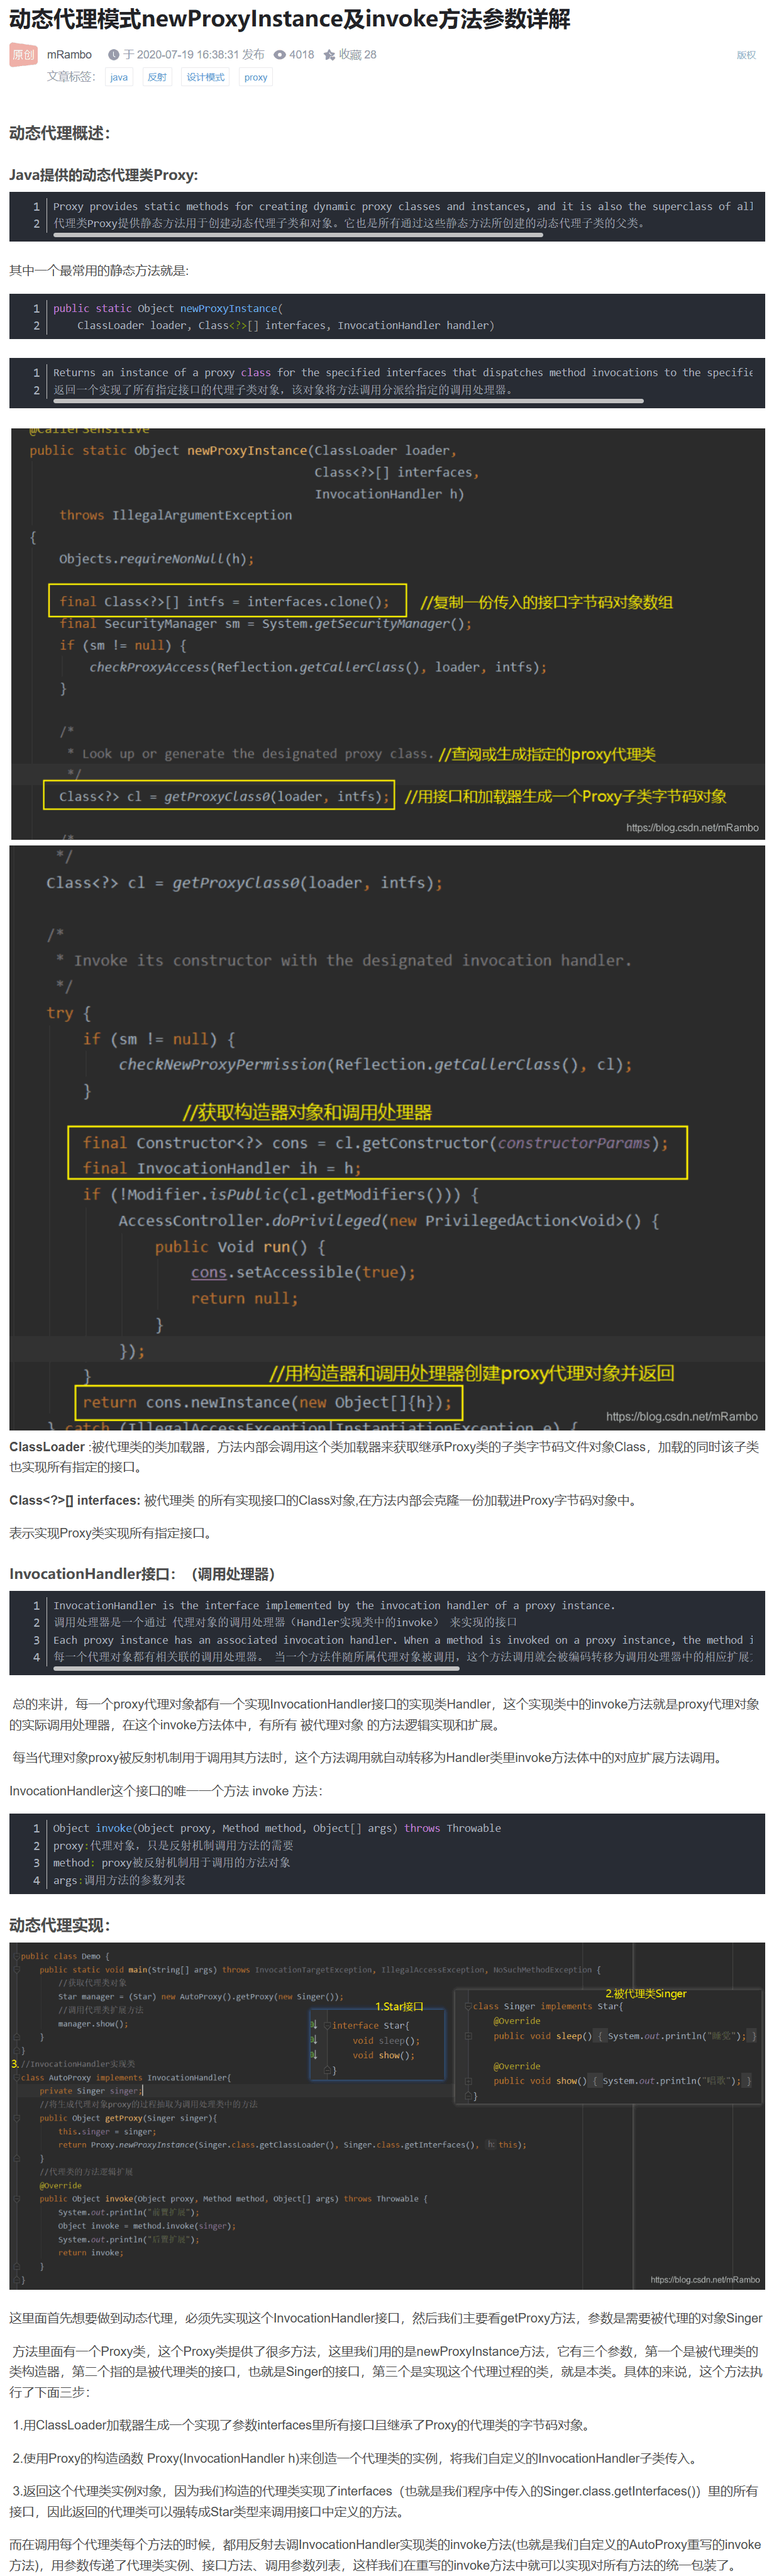 动态代理模式newProxyInstance及invoke方法参数详解
原创 mRambo 于 2020-07-19 16:38:31 发布 4018 收藏 28 版权
文章标签： java 反射 设计模式 proxy
动态代理概述：
Java提供的动态代理类Proxy:
1 Proxy provides static methods for creating dynamic proxy classes and instances, and it is also the superclass of all
2 代理类Proxy提供静态方法用于创建动态代理子类和对象。它也是所有通过这些静态方法所创建的动态代理子类的父类。
其中一个最常用的静态方法就是:
1 public static Object newProxyInstance(
2 ClassLoader loader, Class<?>[] interfaces, InvocationHandler handler)
1 Returns an instance of a proxy class for the specified interfaces that dispatches method invocations to the specifie
2 返回一个实现了所有指定接口的代理子类对象，该对象将方法调用分派给指定的调用处理器。
@CallerSensitive
public static Object newProxyInstance(ClassLoader loader,
Class<?>[] interfaces,
InvocationHandler h)
throws IllegalArgumentException
{
Objects.requireNonNull(h);
final Class<?>[] intfs = interfaces.clone(); //复制一份传入的接口字节码对象数组
final SecurityManager sm = System.getSecurityManager();
if (sm != null) {
checkProxyAccess(Reflection.getCallerClass(), loader, intfs);
}
/*
* Look up or generate the designated proxy class. //查阅或生成指定的proxy代理类
*/
Class<?> cl = getProxyClass0(loader, intfs); //用接口和加载器生成一个Proxy子类字节码对象
/*
https://blog.csdn.net/mRambo
*/
Class<?> cl = getProxyClass0(loader, intfs);
/*
* Invoke its constructor with the designated invocation handler.
*/
try {
if (sm != null) {
checkNewProxyPermission(Reflection.getCallerClass(), cl);
}
//获取构造器对象和调用处理器
final Constructor<?> cons = cl.getConstructor(constructorParams);
final InvocationHandler ih = h;
if (!Modifier.isPublic(cl.getModifiers())) {
AccessController.doPrivileged(new PrivilegedAction<Void>() {
public Void run() {
cons.setAccessible(true);
return null;
}
});
}
//用构造器和调用处理器创建proxy代理对象并返回
return cons.newInstance(new Object[]{h});
} catch (IllegalAccessException|InstantiationException e) {
https://blog.csdn.net/mRambo
ClassLoader :被代理类的类加载器，方法内部会调用这个类加载器来获取继承Proxy类的子类字节码文件对象Class，加载的同时该子类
也实现所有指定的接口。
Class<?>[] interfaces: 被代理类 的所有实现接口的Class对象,在方法内部会克隆一份加载进Proxy字节码对象中。
表示实现Proxy类实现所有指定接口。
InvocationHandler接口：（调用处理器）
1 InvocationHandler is the interface implemented by the invocation handler of a proxy instance.
2 调用处理器是一个通过 代理对象的调用处理器（Handler实现类中的invoke） 来实现的接口
3 Each proxy instance has an associated invocation handler. When a method is invoked on a proxy instance, the method i
4 每一个代理对象都有相关联的调用处理器。 当一个方法伴随所属代理对象被调用，这个方法调用就会被编码转移为调用处理器中的相应扩展
总的来讲，每一个proxy代理对象都有一个实现InvocationHandler接口的实现类Handler，这个实现类中的invoke方法就是proxy代理对象
的实际调用处理器，在这个invoke方法体中，有所有 被代理对象 的方法逻辑实现和扩展。
每当代理对象proxy被反射机制用于调用其方法时，这个方法调用就自动转移为Handler类里invoke方法体中的对应扩展方法调用。
InvocationHandler这个接口的唯一一个方法 invoke 方法：
1 Object invoke(Object proxy, Method method, Object[] args) throws Throwable
2 proxy:代理对象，只是反射机制调用方法的需要
3 method: proxy被反射机制用于调用的方法对象
4 args:调用方法的参数列表
动态代理实现：
public class Demo {
public static void main(String[] args) throws InvocationTargetException, IllegalAccessException, NoSuchMethodException {
//获取代理类对象
Star manager = (Star) new AutoProxy().getProxy(new Singer());
//调用代理类扩展方法
manager.show();
}
}
1.Star接口
interface Star{
void sleep();
void show();
}
2.被代理类Singer
class Singer implements Star{
@Override
public void sleep() { System.out.println("睡觉"); }
@Override
public void show() { System.out.println("唱歌"); }
}
3. //InvocationHandler实现类
class AutoProxy implements InvocationHandler{
private Singer singer;
//将生成代理对象proxy的过程抽取为调用处理类中的方法
public Object getProxy(Singer singer){
this.singer = singer;
return Proxy.newProxyInstance(Singer.class.getClassLoader(), Singer.class.getInterfaces(), h: this);
}
//代理类的方法逻辑扩展
@Override
public Object invoke(Object proxy, Method method, Object[] args) throws Throwable {
System.out.println("前置扩展");
Object invoke = method.invoke(singer);
System.out.println("后置扩展");
return invoke;
}
}
https://blog.csdn.net/mRambo
这里面首先想要做到动态代理，必须先实现这个InvocationHandler接口，然后我们主要看getProxy方法，参数是需要被代理的对象Singer
方法里面有一个Proxy类，这个Proxy类提供了很多方法，这里我们用的是newProxyInstance方法，它有三个参数，第一个是被代理类的
类构造器，第二个指的是被代理类的接口，也就是Singer的接口，第三个是实现这个代理过程的类，就是本类。具体的来说，这个方法执
行了下面三步：
1.用ClassLoader加载器生成一个实现了参数interfaces里所有接口且继承了Proxy的代理类的字节码对象。
2.使用Proxy的构造函数 Proxy(InvocationHandler h)来创造一个代理类的实例，将我们自定义的InvocationHandler子类传入。
3.返回这个代理类实例对象，因为我们构造的代理类实现了interfaces（也就是我们程序中传入的Singer.class.getInterfaces()）里的所有
接口，因此返回的代理类可以强转成Star类型来调用接口中定义的方法。
而在调用每个代理类每个方法的时候，都用反射去调InvocationHandler实现类的invoke方法(也就是我们自定义的AutoProxy重写的invoke
方法)，用参数传递了代理类实例、接口方法、调用参数列表，这样我们在重写的invoke方法中就可以实现对所有方法的统一包装了。